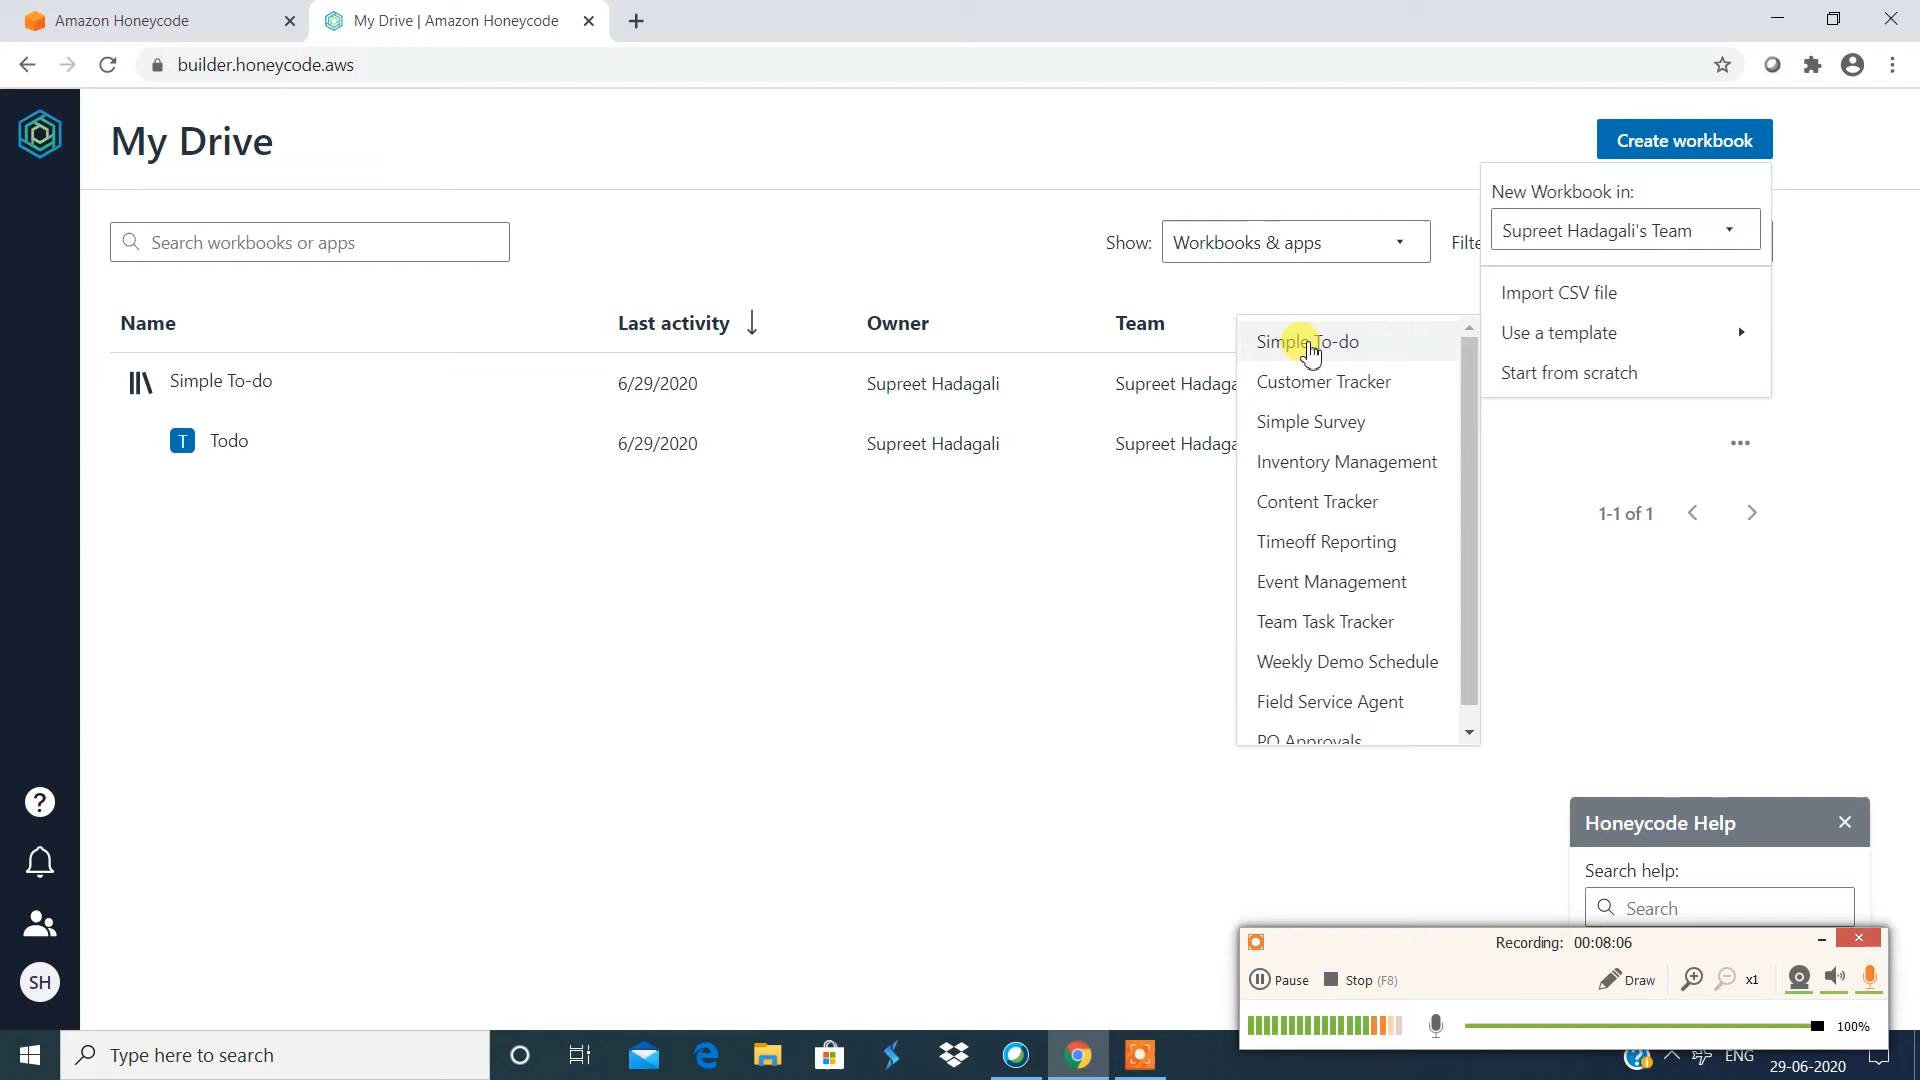 Amazon Honeycode
My Drive | Amazon Honeycode
builder.honeycode.aws
My Drive
Create workbook
New Workbook in:
Supreet Hadagali's Team
Search workbooks or apps
Show:
Workbooks & apps
Import CSV file
Use a template
Start from scratch
Name
Last activity
Owner
Team
Simple To-do
6/29/2020
Supreet Hadagali
Supreet
T
Todo
6/29/2020
Supreet Hadagali
Supreet
Simple To-do
Customer Tracker
Simple Survey
Inventory Management
Content Tracker
Timeoff Reporting
Event Management
Team Task Tracker
Weekly Demo Schedule
Field Service Agent
PO Approvals
1-1 of 1
Honeycode Help
Search help:
Search
SH
Recording: 00:08:06
Pause
Stop (F8)
Draw
x1
100%
Type here to search
ENG
29-06-2020